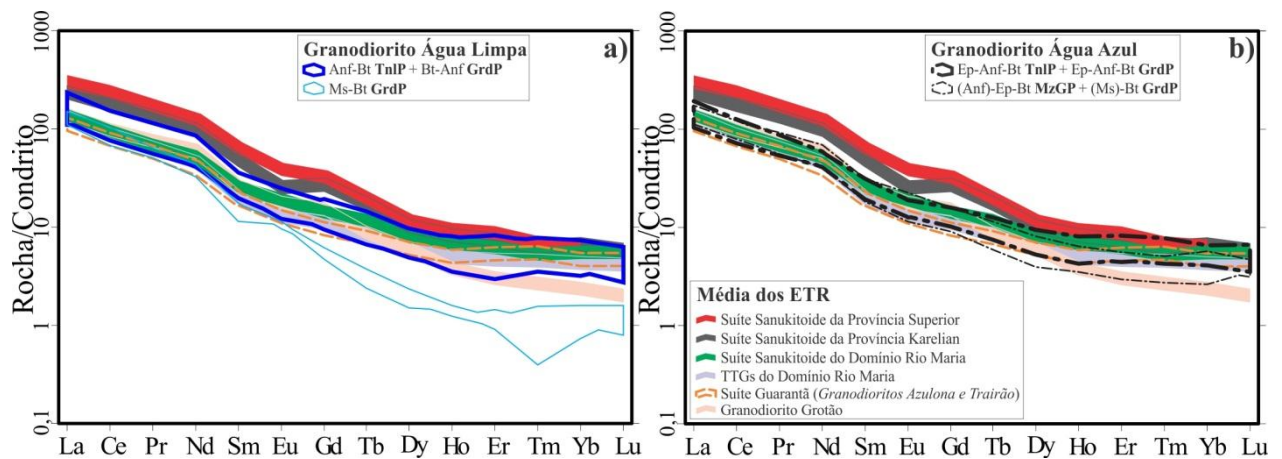 Rocha/Condrito
1000
100
10
1
0,1
Granodiorito Água Limpa
Anf-Bt TnlP + Bt-Anf GrdP
Ms-Bt GrdP
a)
La Ce Pr Nd Sm Eu Gd Tb Dy Ho Er Tm Yb Lu
Rocha/Condrito
1000
100
10
1
0,1
Granodiorito Água Azul
Ep-Anf-Bt TnlP + Ep-Anf-Bt GrdP
(Anf)-Ep-Bt MzGP + (Ms)-Bt GrdP
b)
Média dos ETR
Suíte Sanukitoide da Província Superior
Suíte Sanukitoide da Província Karelian
Suíte Sanukitoide do Domínio Rio Maria
TTGs do Domínio Rio Maria
Suíte Guarantã (Granodioritos Azulona e Trairão)
Granodiorito Grotão
La Ce Pr Nd Sm Eu Gd Tb Dy Ho Er Tm Yb Lu